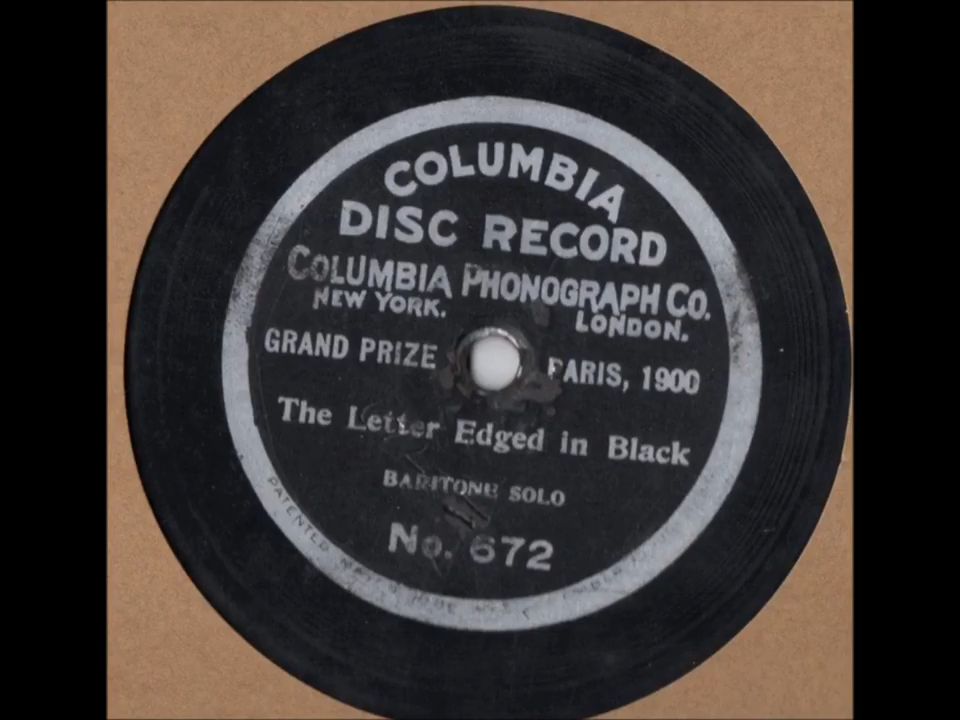 COLUMBIA
DISC RECORD
COLUMBIA PHONOGRAPH CO.
NEW YORK. LONDON.
GRAND PRIZE PARIS, 1900
The Letter Edged in Black
BARITONE SOLO
No. 672
PATENTED